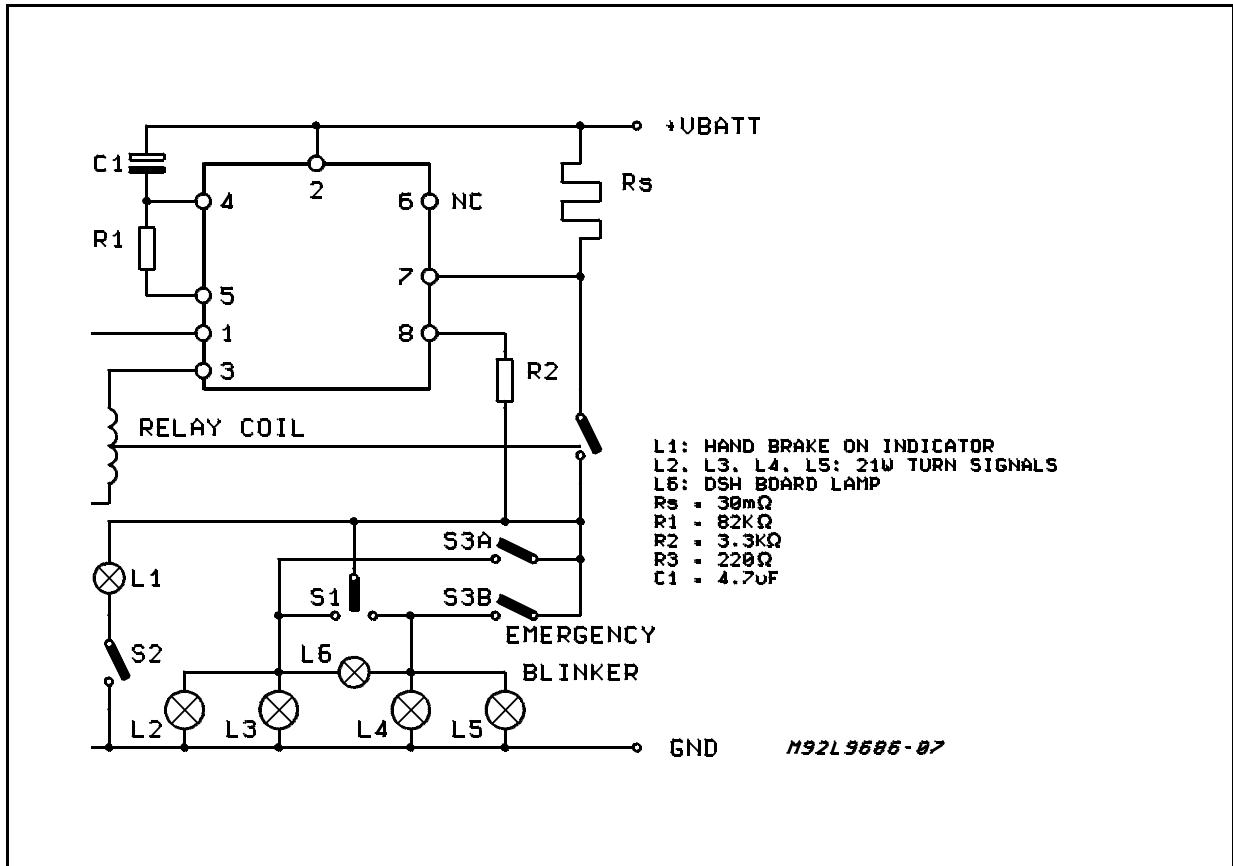 +VBATT
C1
2
Rs
4
6 NC
R1
7
5
1
8
3
R2
RELAY COIL
L1: HAND BRAKE ON INDICATOR
L2, L3, L4, L5: 21W TURN SIGNALS
L6: DSH BOARD LAMP
Rs = 30mΩ
R1 = 82KΩ
R2 = 3.3KΩ
R3 = 220Ω
C1 = 4.7uF
S3A
L1
S1
S3B
EMERGENCY
BLINKER
S2
L6
L2
L3
L4
L5
GND
M92L9686-07